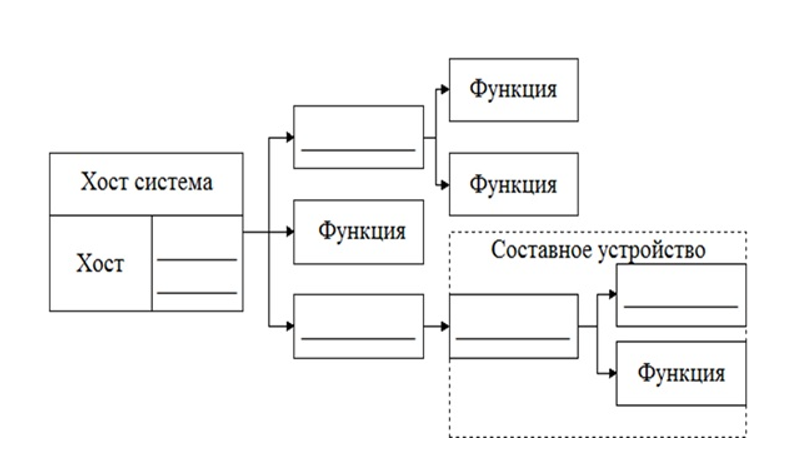 Функция
Функция
Хост система
Хост
Функция
Составное устройство
Функция